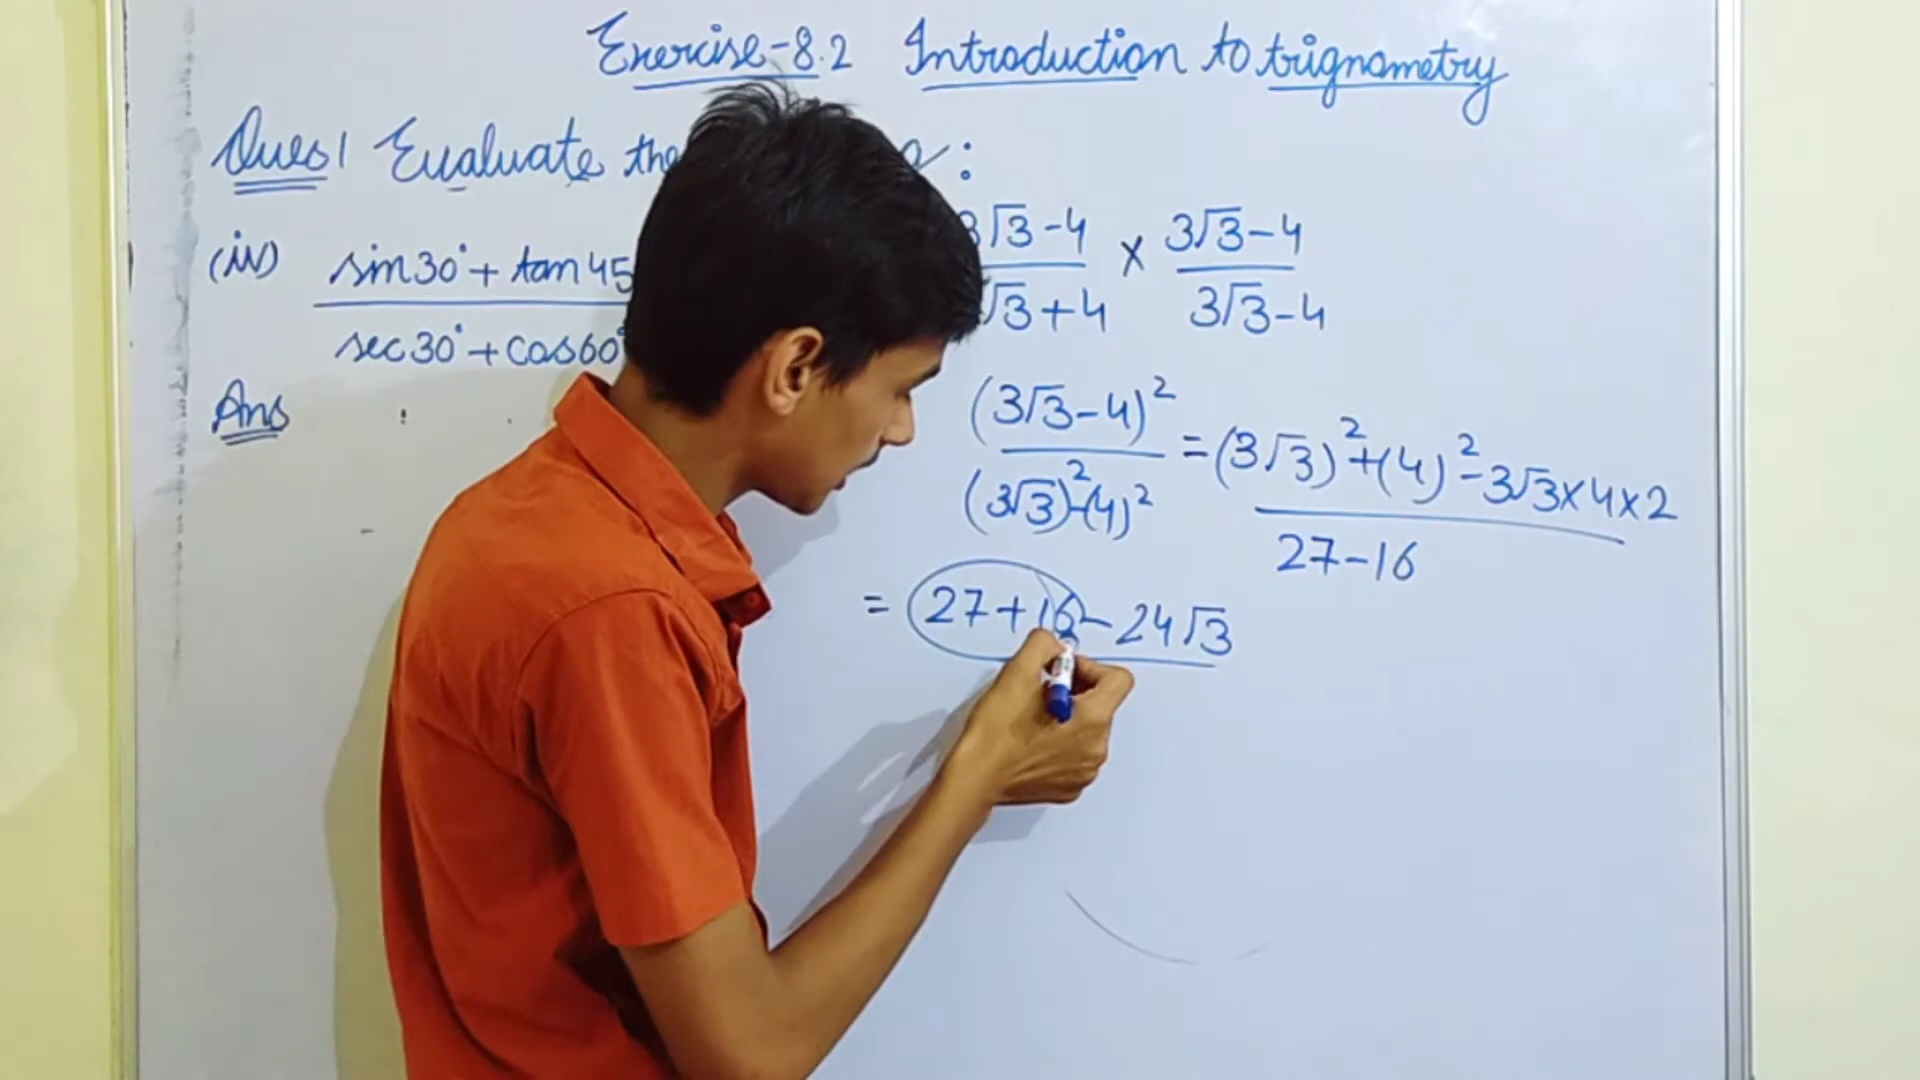 Exercise-8.2 Introduction to trignometry
Ques1 Evaluate the :
(iv) sin30° + tan45
sec30° + cos60°
Ans
3√3-4 × 3√3-4
√3+4 3√3-4
(3√3-4)² = (3√3)²+(4)²-3√3×4×2
(3√3)²-(4)² 27-16
= 27+16-24√3